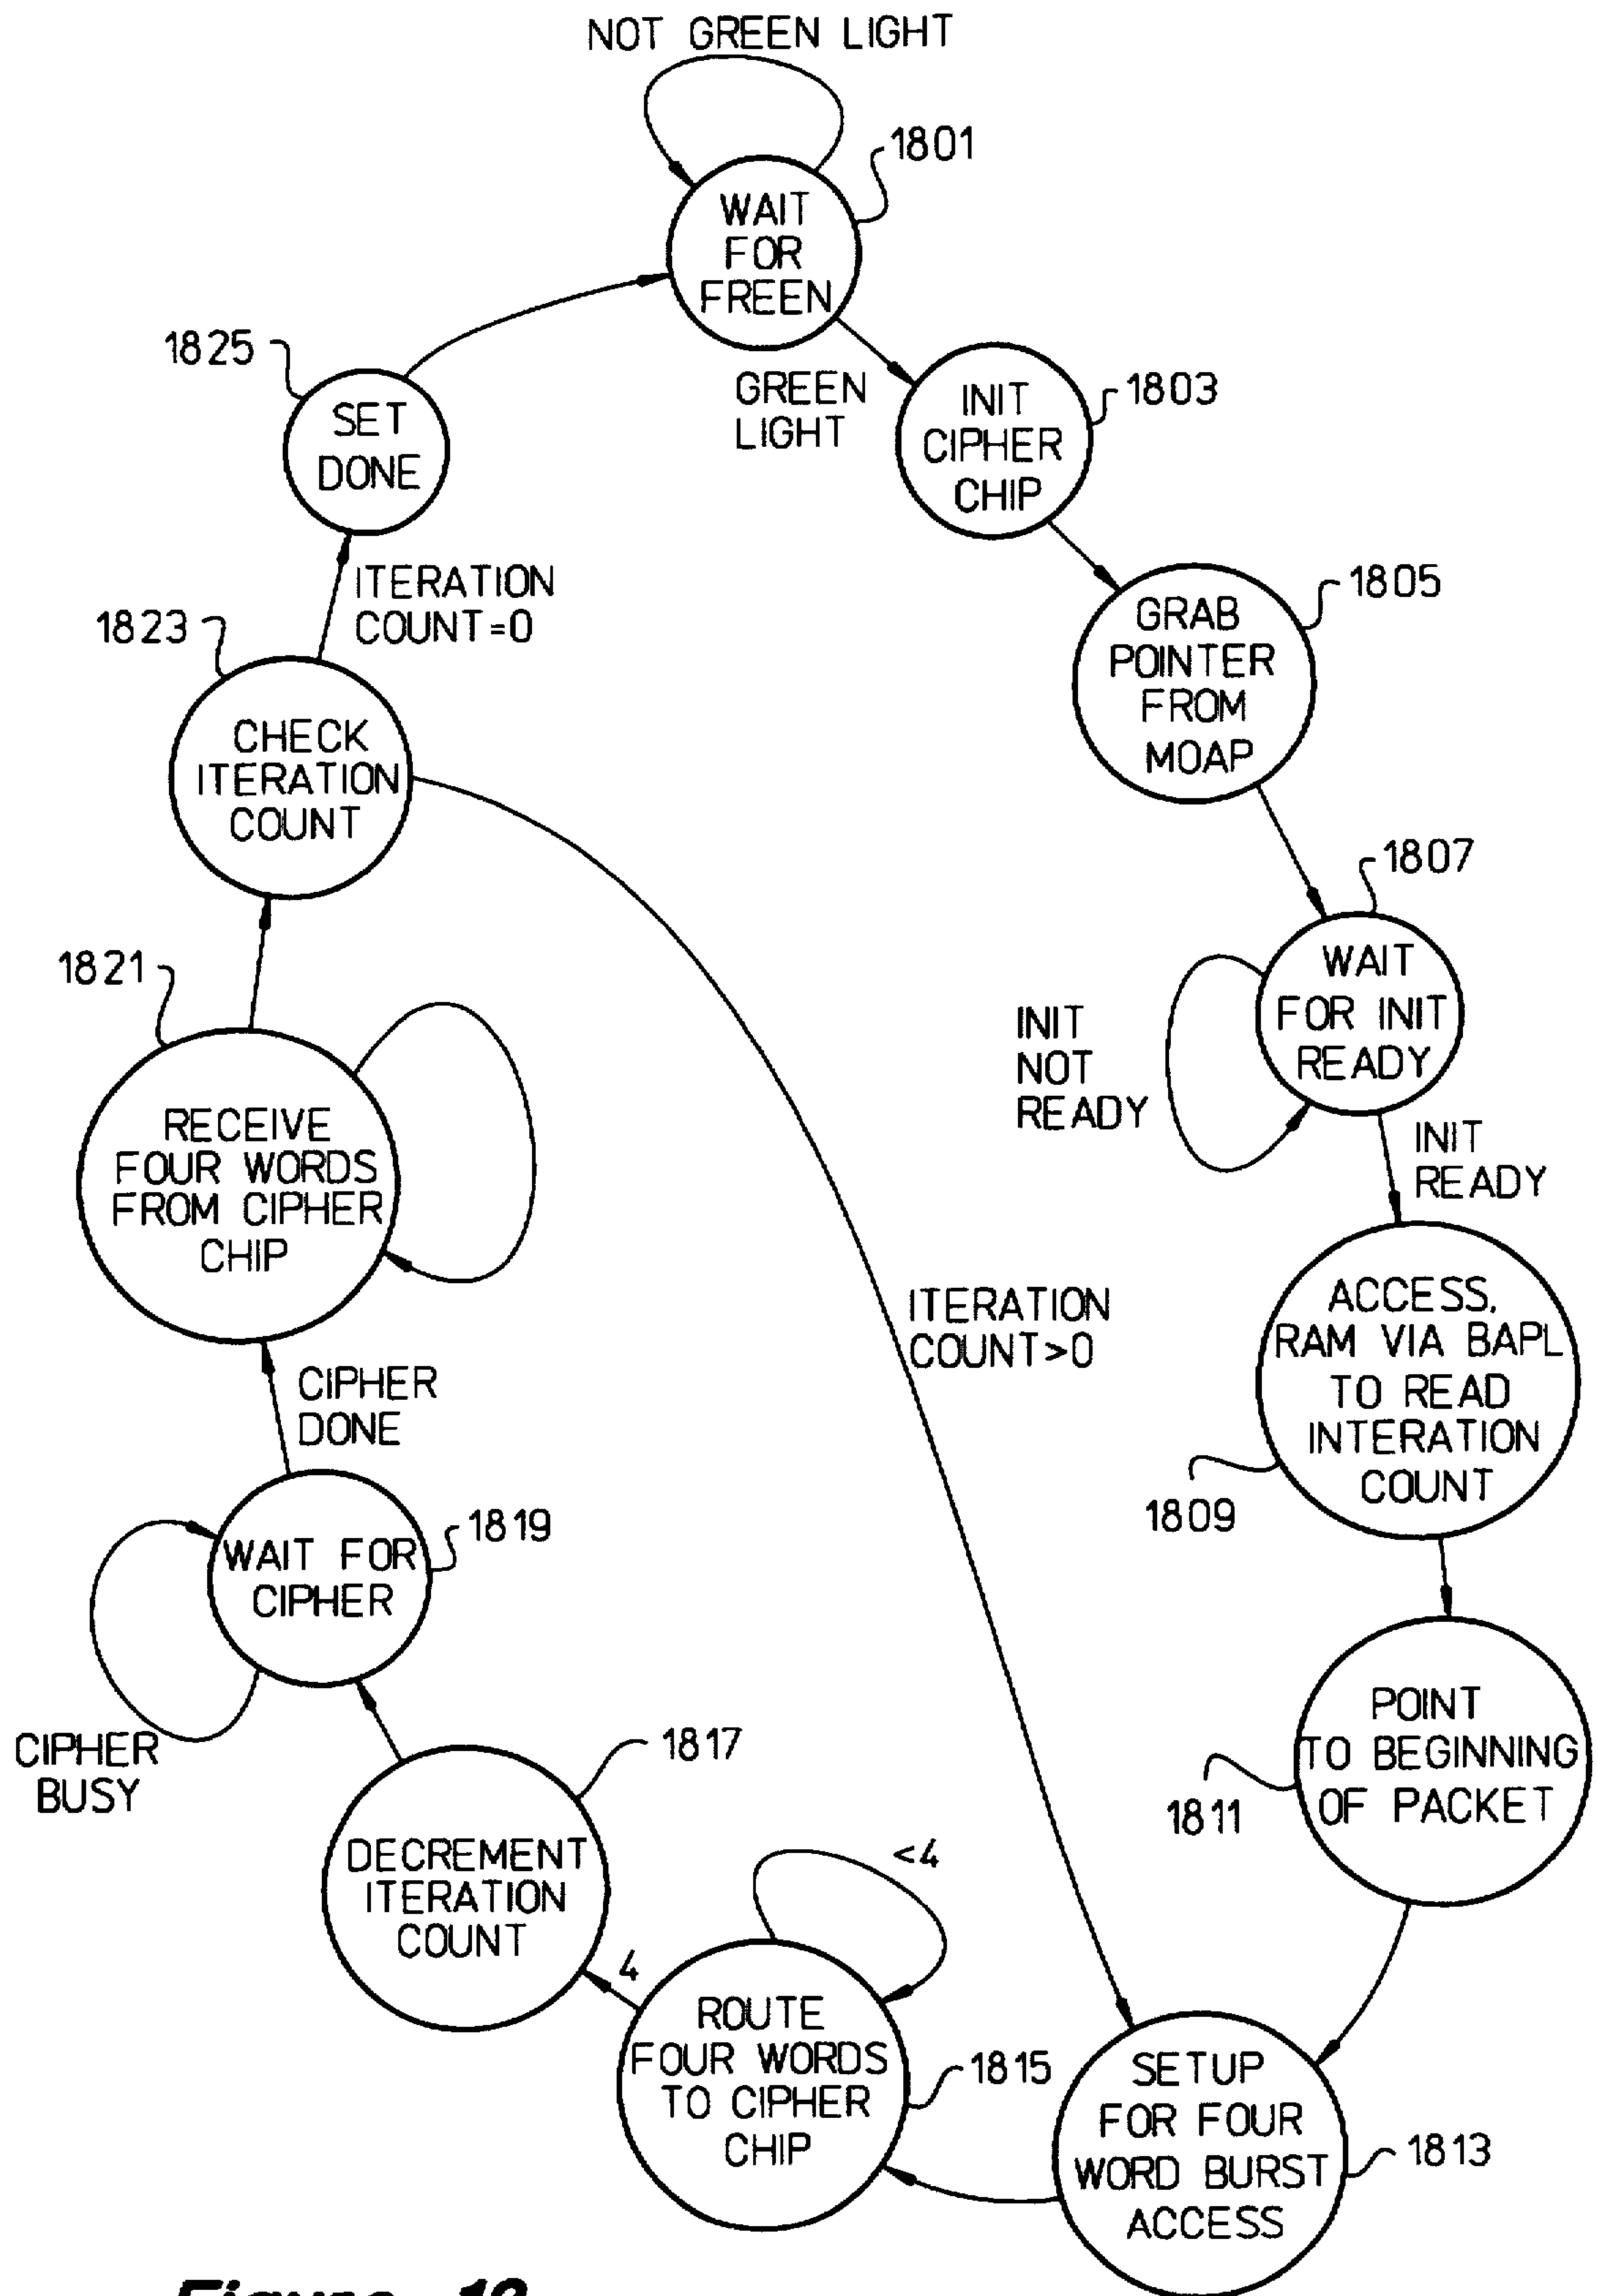 NOT GREEN LIGHT
1801
WAIT
FOR
FREEN
GREEN
LIGHT
1803
INIT
CIPHER
CHIP
1805
GRAB
POINTER
FROM
MOAP
1807
WAIT
FOR INIT
READY
INIT
NOT
READY
INIT
READY
ACCESS.
RAM VIA BAPL
TO READ
INTERATION
COUNT
1809
POINT
TO BEGINNING
OF PACKET
1811
SETUP
FOR FOUR
WORD BURST
ACCESS
1813
<4
ROUTE
FOUR WORDS
TO CIPHER
CHIP
1815
4
DECREMENT
ITERATION
COUNT
1817
WAIT FOR
CIPHER
1819
CIPHER
BUSY
CIPHER
DONE
RECEIVE
FOUR WORDS
FROM CIPHER
CHIP
1821
CHECK
ITERATION
COUNT
1823
ITERATION
COUNT>0
ITERATION
COUNT=0
SET
DONE
1825